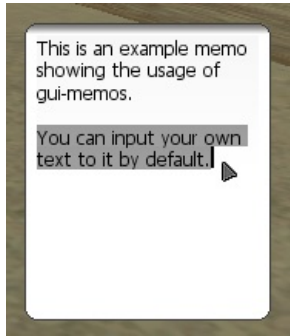 This is an example memo
showing the usage of
gui-memos.
You can input your own
text to it by default.